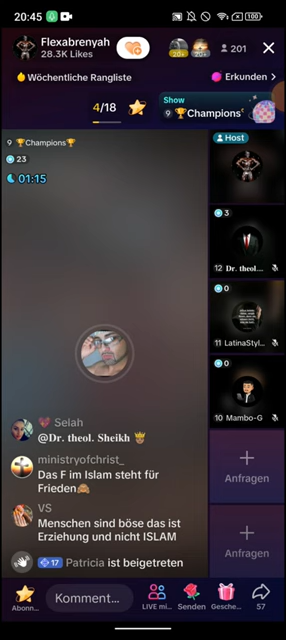 20:45
100
Flexabrenyah
28.3K Likes
20+
20+
201
Wöchentliche Rangliste
Erkunden >
4/18
Show
9 🏆Champions
9 🏆Champions🏆
23
01:15
Host
3
12 Dr. theol....
0
11 LatinaStyl...
0
10 Mambo-G
Anfragen
Anfragen
💗 Selah
@Dr. theol. Sheikh 🤴
ministryofchrist_
Das F im Islam steht für
Frieden🙈
VS
Menschen sind böse das ist
Erziehung und nicht ISLAM
17 Patricia ist beigetreten
Abonn...
Komment...
LIVE mi...
Senden
Gesche...
57